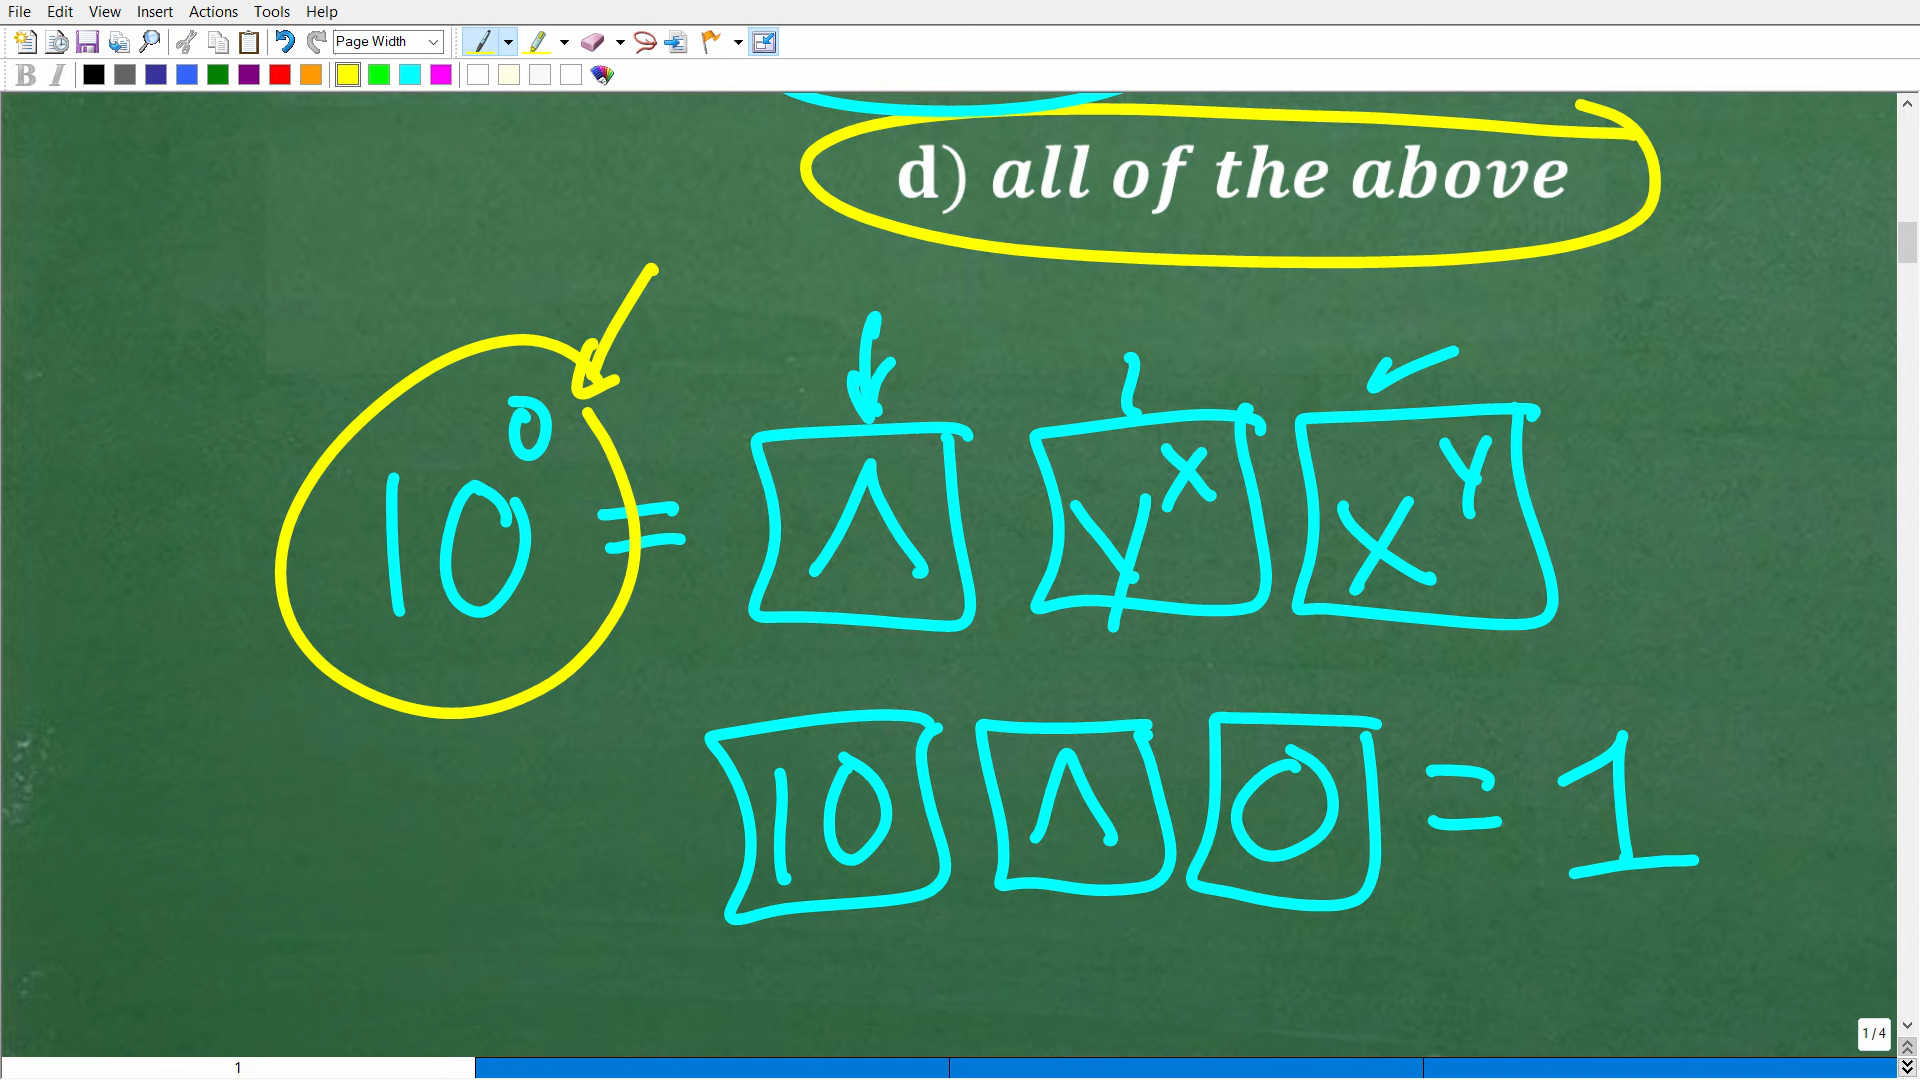 File Edit View Insert Actions Tools Help
Page Width
B I
d) all of the above
10⁰ = ^ yˣ xʸ
10 ^ 0 = 1
1 / 4
1